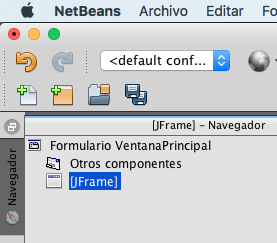 NetBeans Archivo Editar
<default conf...
[JFrame] - Navegador
Navegador
Formulario VentanaPrincipal
Otros componentes
[JFrame]